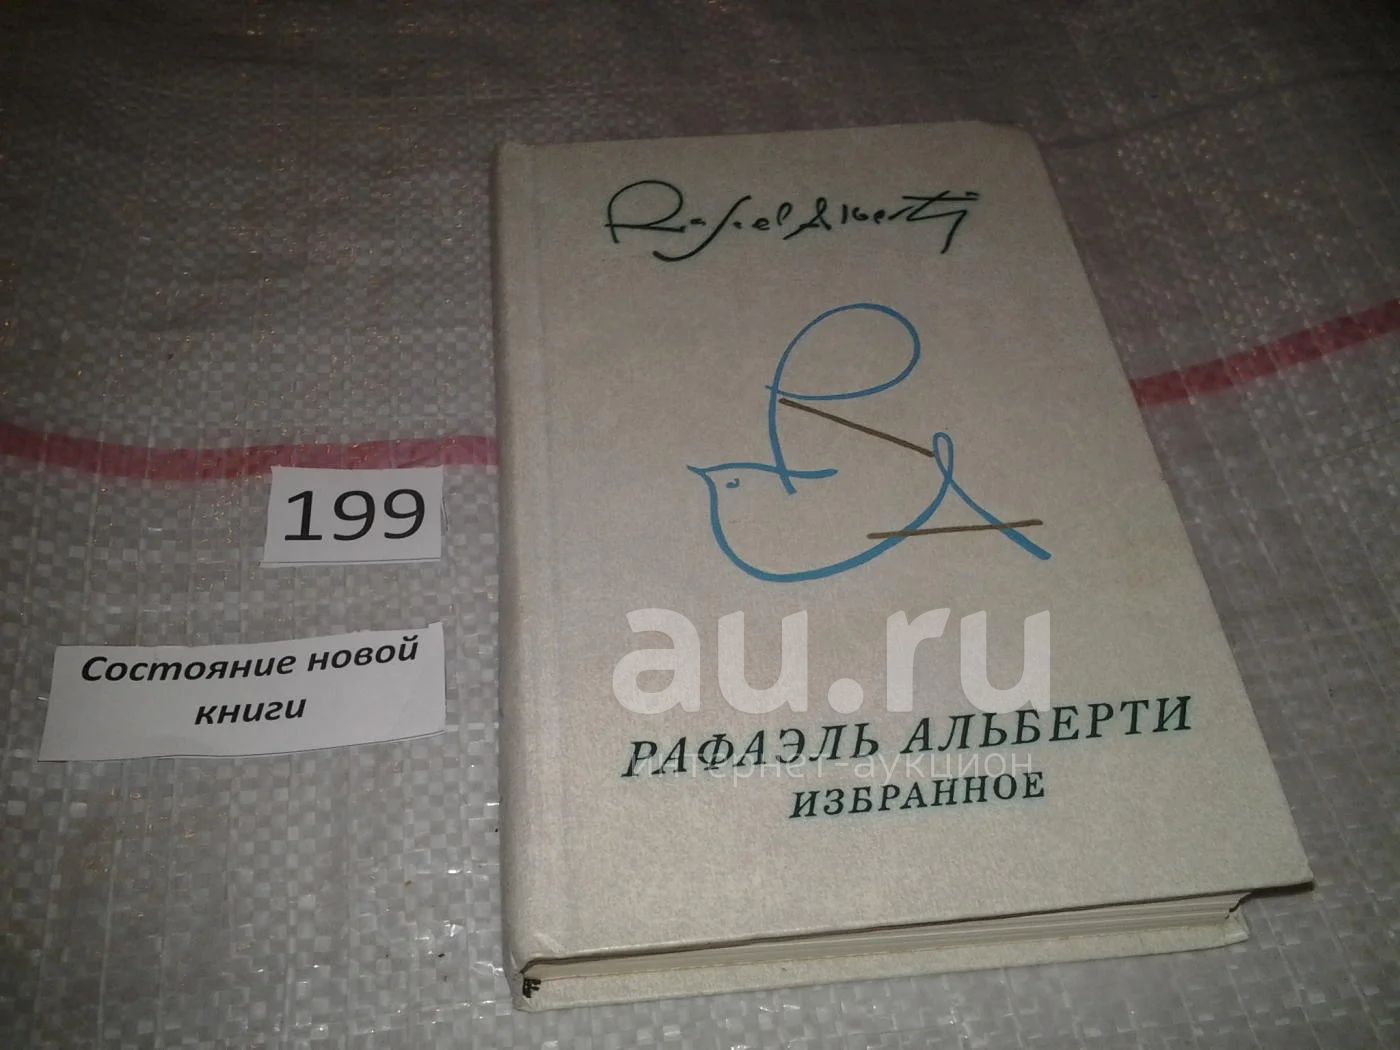 Rafael Alberti
199
Состояние новой
книги
au.ru
РАФАЭЛЬ АЛЬБЕРТИ
интернет-аукцион
ИЗБРАННОЕ